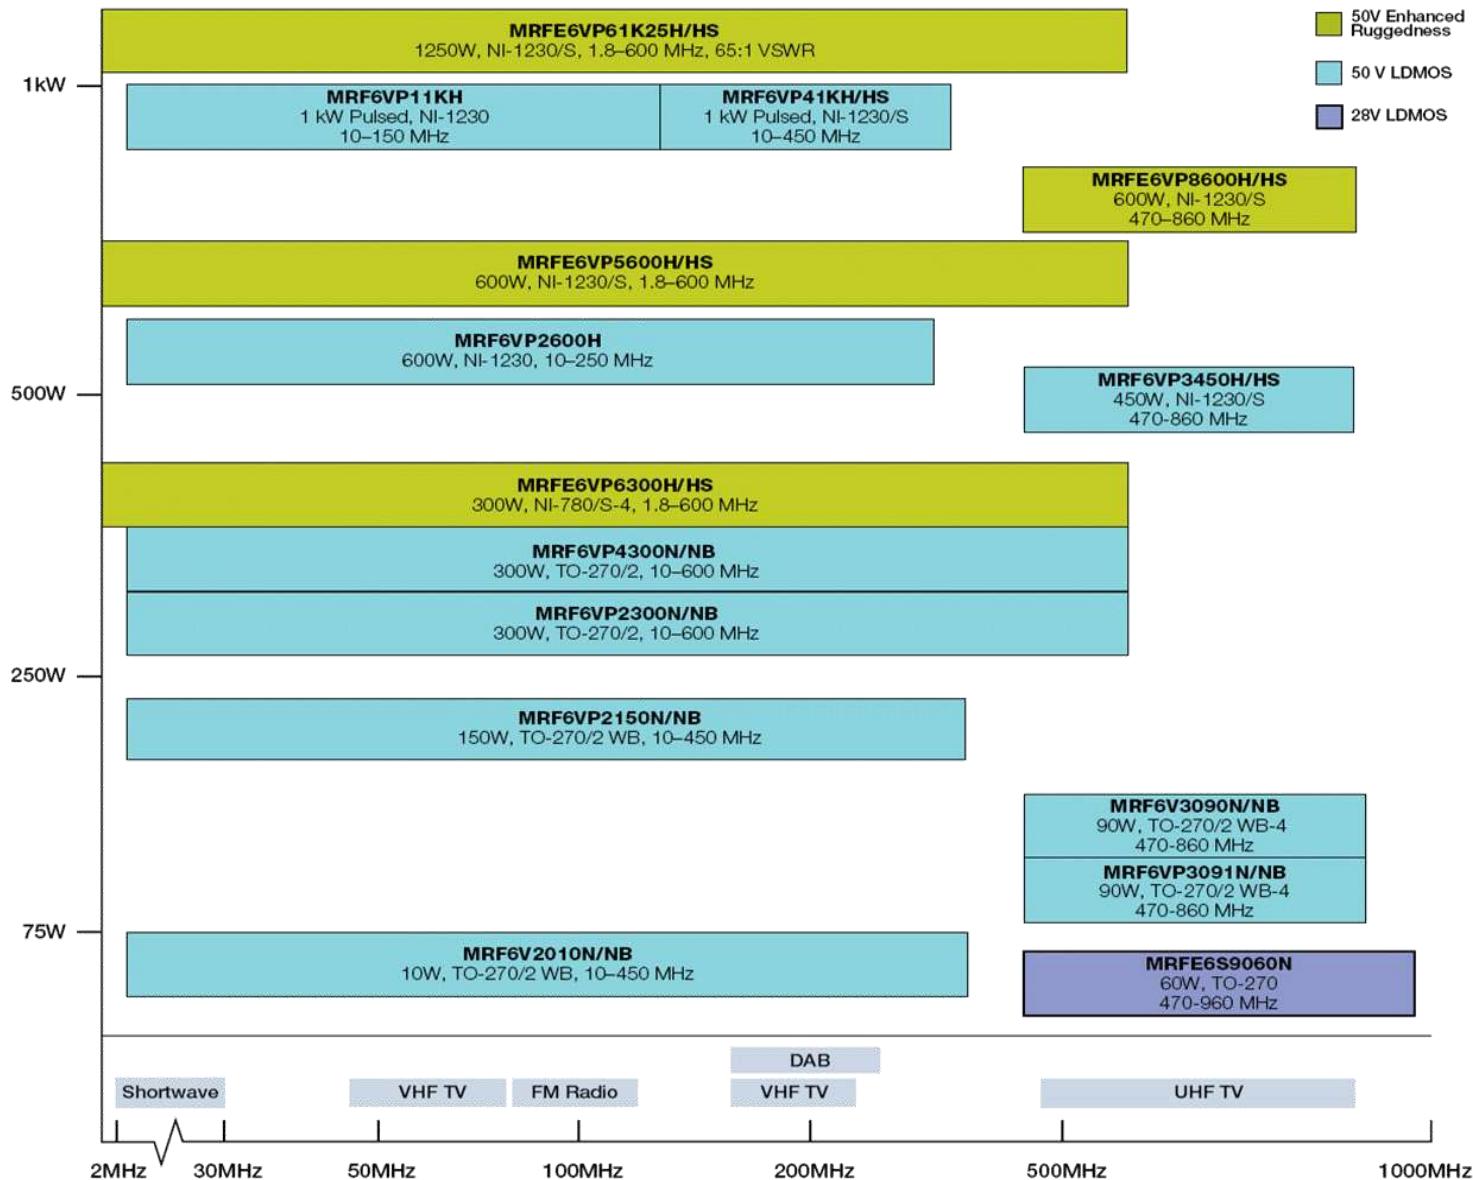 MRFE6VP61K25H/HS
1250W, NI-1230/S, 1.8–600 MHz, 65:1 VSWR
50V Enhanced
Ruggedness
50 V LDMOS
28V LDMOS
1kW
MRF6VP11KH
1 kW Pulsed, NI-1230
10–150 MHz
MRF6VP41KH/HS
1 kW Pulsed, NI-1230/S
10–450 MHz
MRFE6VP8600H/HS
600W, NI-1230/S
470–860 MHz
MRFE6VP5600H/HS
600W, NI-1230/S, 1.8–600 MHz
MRF6VP2600H
600W, NI-1230, 10–250 MHz
500W
MRF6VP3450H/HS
450W, NI-1230/S
470-860 MHz
MRFE6VP6300H/HS
300W, NI-780/S-4, 1.8–600 MHz
MRF6VP4300N/NB
300W, TO-270/2, 10–600 MHz
MRF6VP2300N/NB
300W, TO-270/2, 10–600 MHz
250W
MRF6VP2150N/NB
150W, TO-270/2 WB, 10–450 MHz
MRF6V3090N/NB
90W, TO-270/2 WB-4
470-860 MHz
MRF6VP3091N/NB
90W, TO-270/2 WB-4
470-860 MHz
75W
MRF6V2010N/NB
10W, TO-270/2 WB, 10–450 MHz
MRFE6S9060N
60W, TO-270
470-960 MHz
DAB
Shortwave
VHF TV
FM Radio
VHF TV
UHF TV
2MHz
30MHz
50MHz
100MHz
200MHz
500MHz
1000MHz